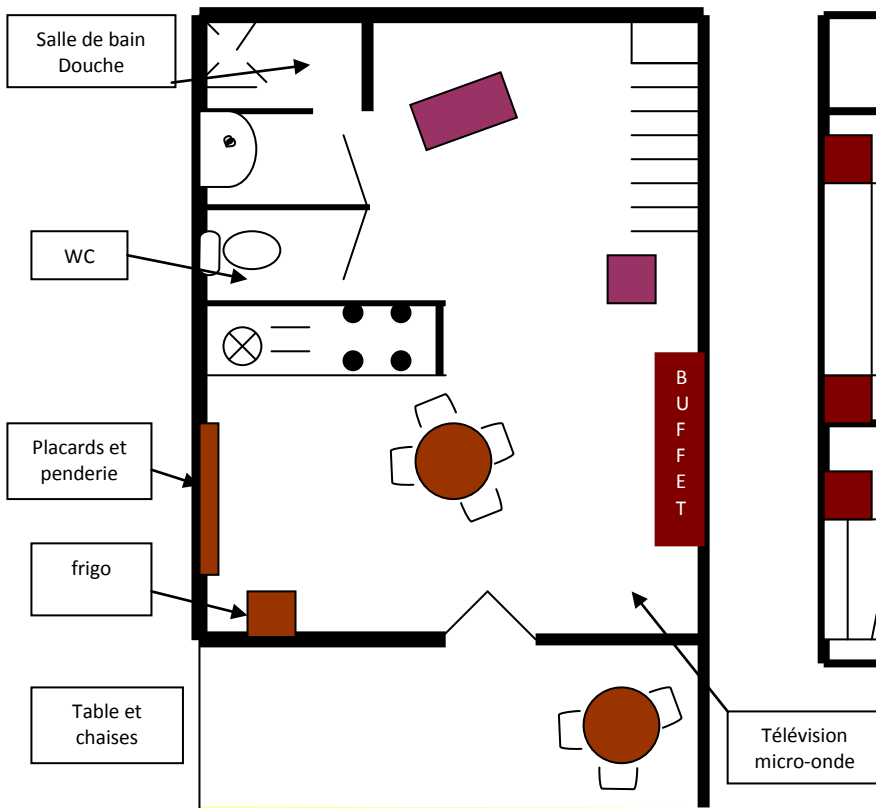 Salle de bain
Douche
WC
Placards et
penderie
frigo
Table et
chaises
B
U
F
F
E
T
Télévision
micro-onde